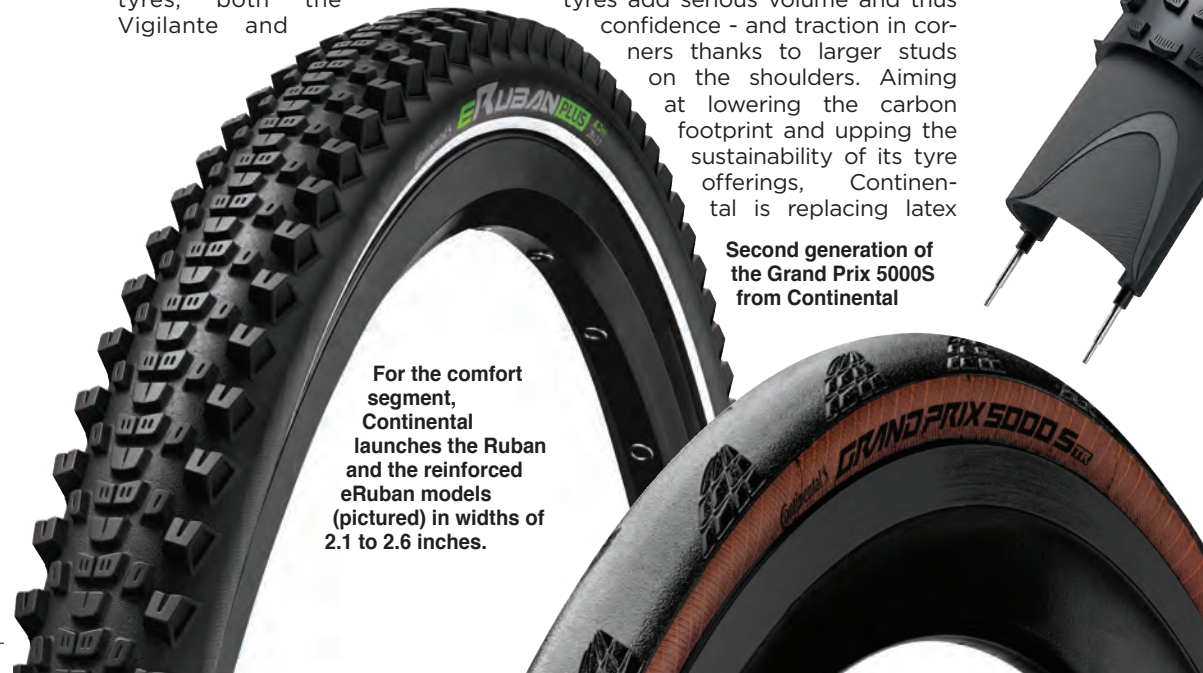 tyres, both the
Vigilante and
tyres add serious volume and thus
confidence - and traction in cor-
ners thanks to larger studs
on the shoulders. Aiming
at lowering the carbon
footprint and upping the
sustainability of its tyre
offerings, Continen-
tal is replacing latex
Second generation of
the Grand Prix 5000S
from Continental
eRUBAN PLUS
For the comfort
segment,
Continental
launches the Ruban
and the reinforced
eRuban models
(pictured) in widths of
2.1 to 2.6 inches.
Continental GRAND PRIX 5000 S TR